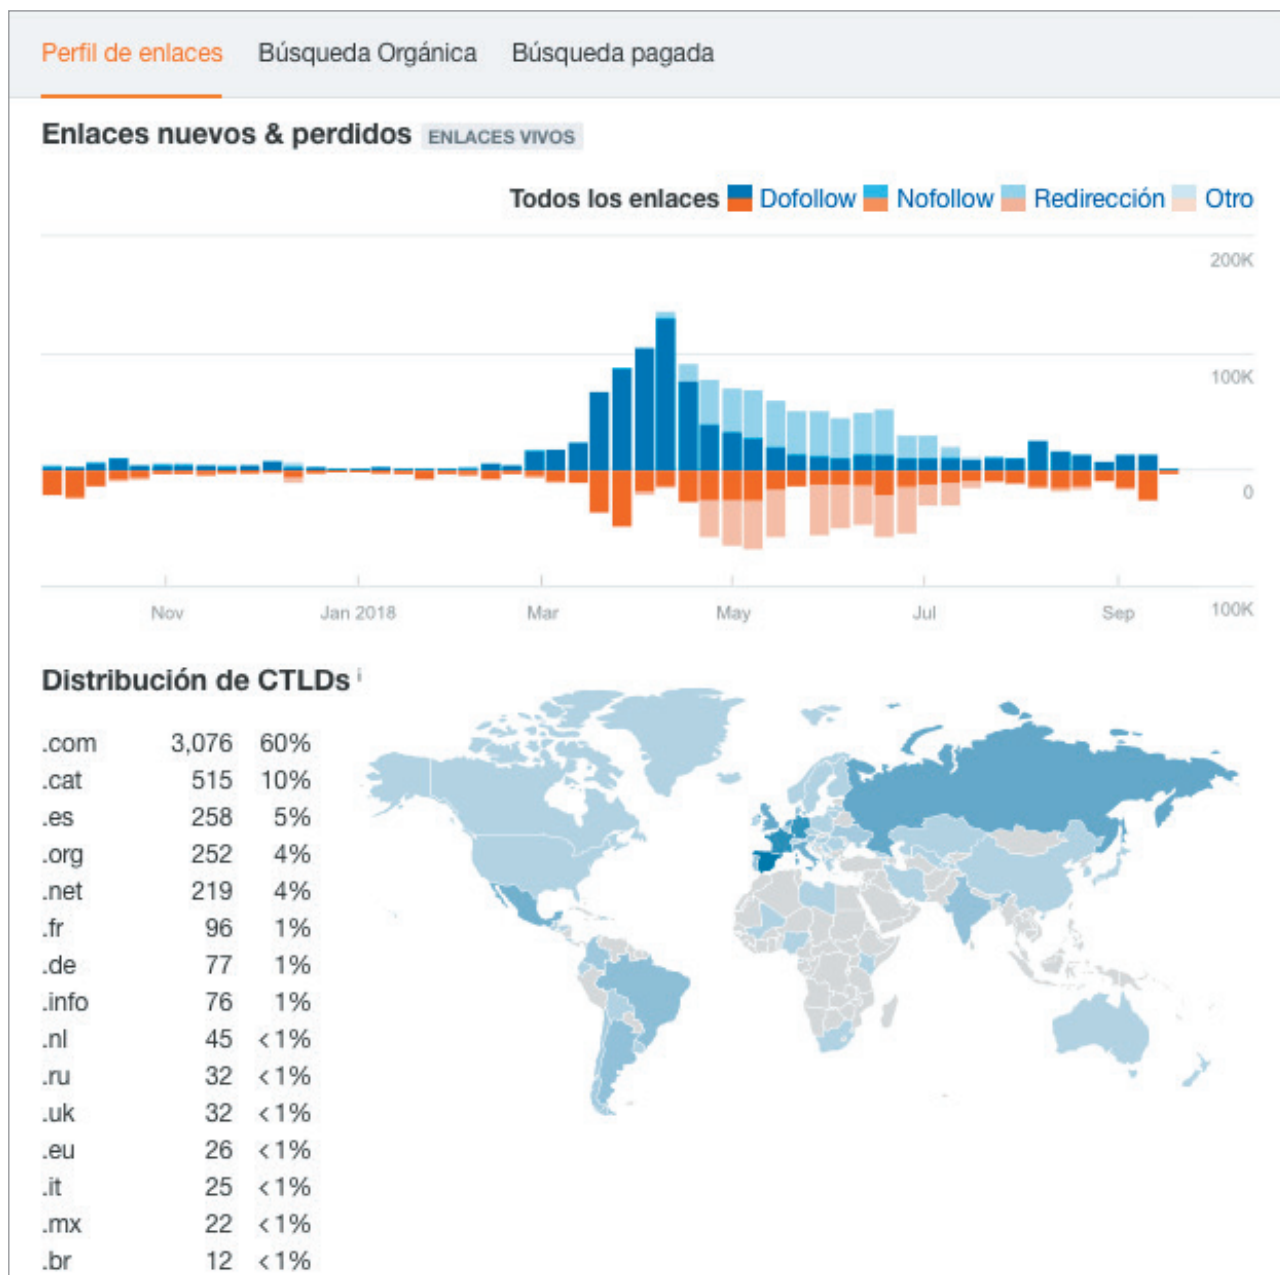 Perfil de enlaces Búsqueda Orgánica Búsqueda pagada
Enlaces nuevos & perdidos ENLACES VIVOS
Todos los enlaces Dofollow Nofollow Redirección Otro
200K
100K
0
100K
Nov Jan 2018 Mar May Jul Sep
Distribución de CTLDs i
.com 3,076 60%
.cat 515 10%
.es 258 5%
.org 252 4%
.net 219 4%
.fr 96 1%
.de 77 1%
.info 76 1%
.nl 45 <1%
.ru 32 <1%
.uk 32 <1%
.eu 26 <1%
.it 25 <1%
.mx 22 <1%
.br 12 <1%